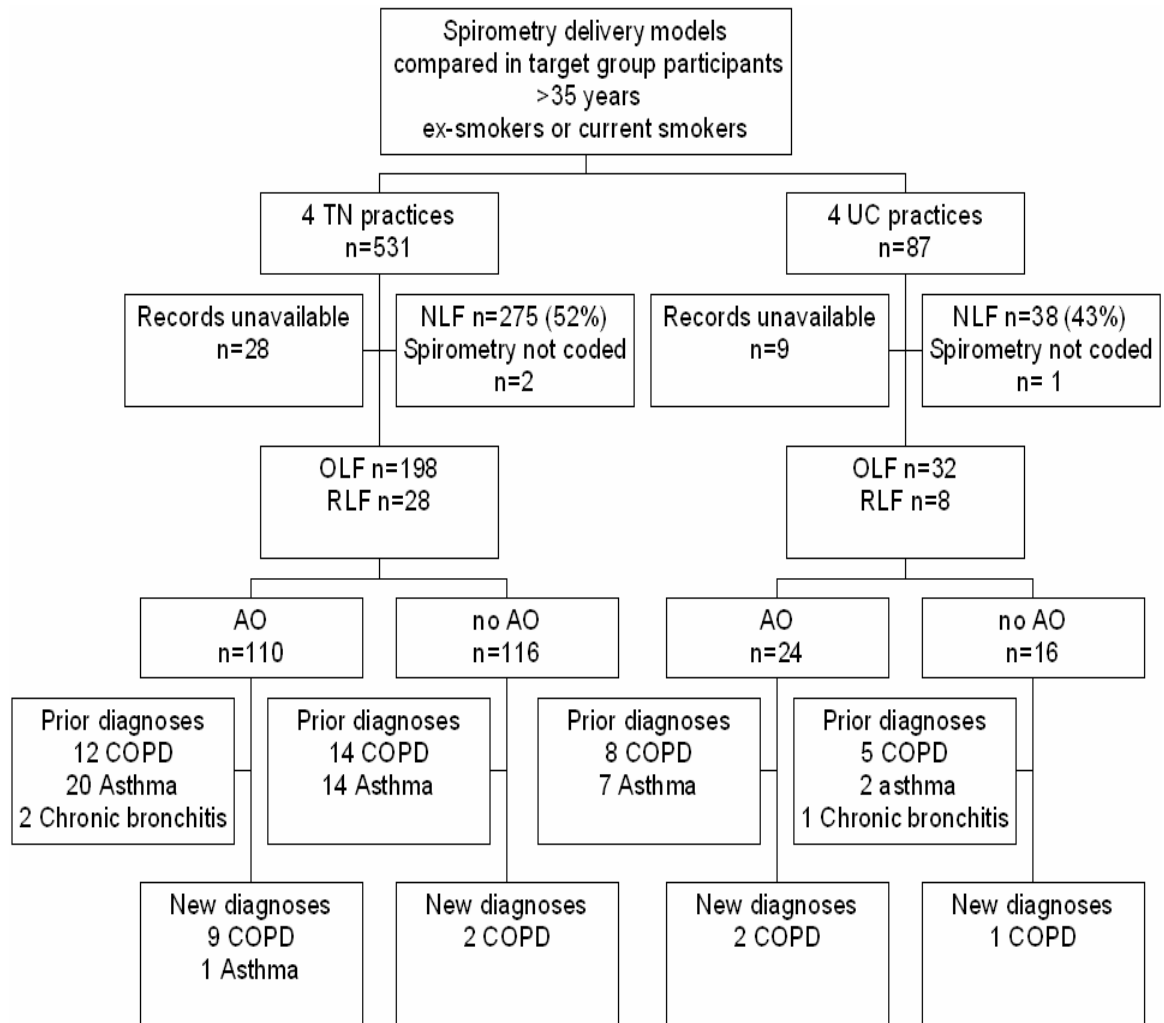 Spirometry delivery models
compared in target group participants
>35 years
ex-smokers or current smokers
4 TN practices
n=531
4 UC practices
n=87
Records unavailable
n=28
NLF n=275 (52%)
Spirometry not coded
n=2
Records unavailable
n=9
NLF n=38 (43%)
Spirometry not coded
n= 1
OLF n=198
RLF n=28
OLF n=32
RLF n=8
AO
n=110
no AO
n=116
AO
n=24
no AO
n=16
Prior diagnoses
12 COPD
20 Asthma
2 Chronic bronchitis
Prior diagnoses
14 COPD
14 Asthma
Prior diagnoses
8 COPD
7 Asthma
Prior diagnoses
5 COPD
2 asthma
1 Chronic bronchitis
New diagnoses
9 COPD
1 Asthma
New diagnoses
2 COPD
New diagnoses
2 COPD
New diagnoses
1 COPD